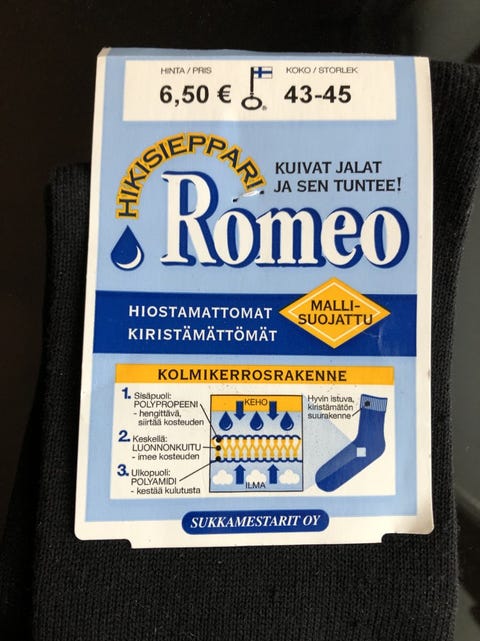 HINTA / PRIS
KOKO / STORLEK
6,50 € 43-45
HIKISIEPPARI
KUIVAT JALAT
JA SEN TUNTEE!
Romeo
HIOSTAMATTOMAT
KIRISTÄMÄTTÖMÄT
MALLI-
SUOJATTU
KOLMIKERROSRAKENNE
1. Sisäpuoli:
POLYPROPEENI
- hengittävä,
siirtää kosteuden
2. Keskellä:
LUONNONKUITU
- imee kosteuden
3. Ulkopuoli:
POLYAMIDI
- kestää kulutusta
KEHO
ILMA
Hyvin istuva,
kiristämätön
suurakenne
SUKKAMESTARIT OY